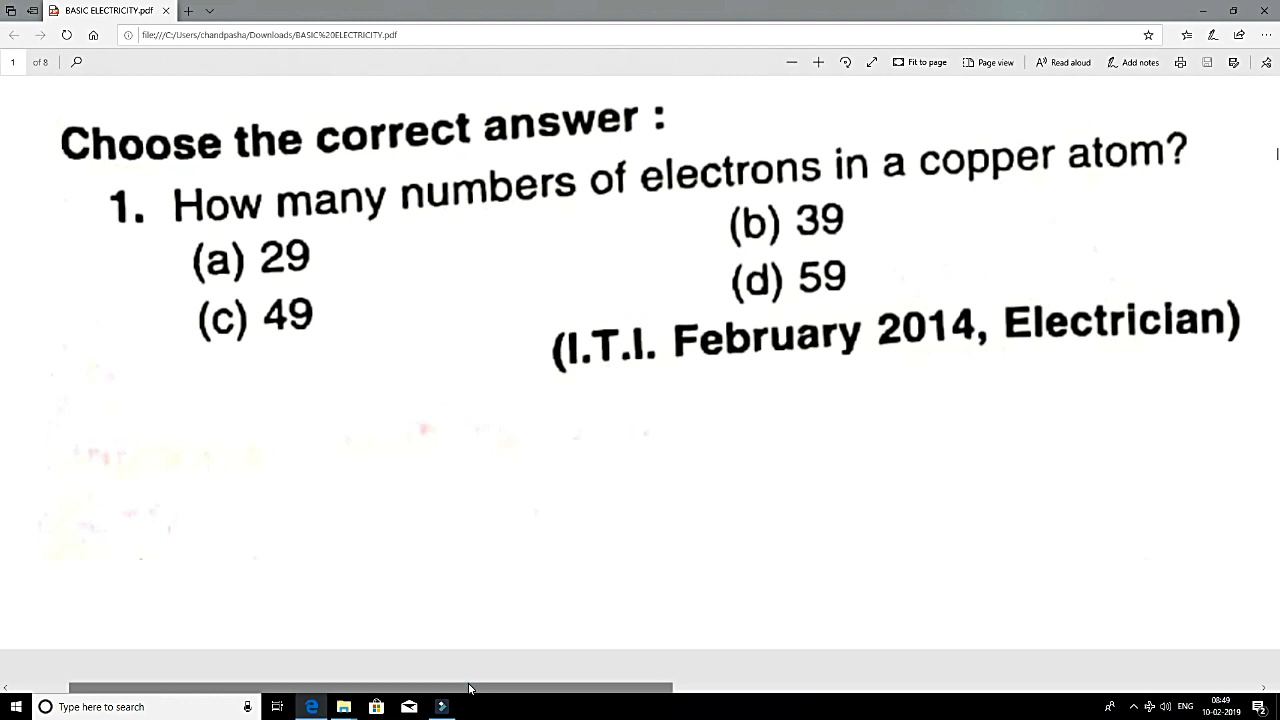 BASIC ELECTRICITY.pdf
file:///C:/Users/chandpasha/Downloads/BASIC%20ELECTRICITY.pdf
1 of 8 Fit to page Page view Read aloud Add notes
Choose the correct answer :
1. How many numbers of electrons in a copper atom?
(a) 29 (b) 39
(c) 49 (d) 59
(I.T.I. February 2014, Electrician)
Type here to search
ENG
08:49
10-02-2019